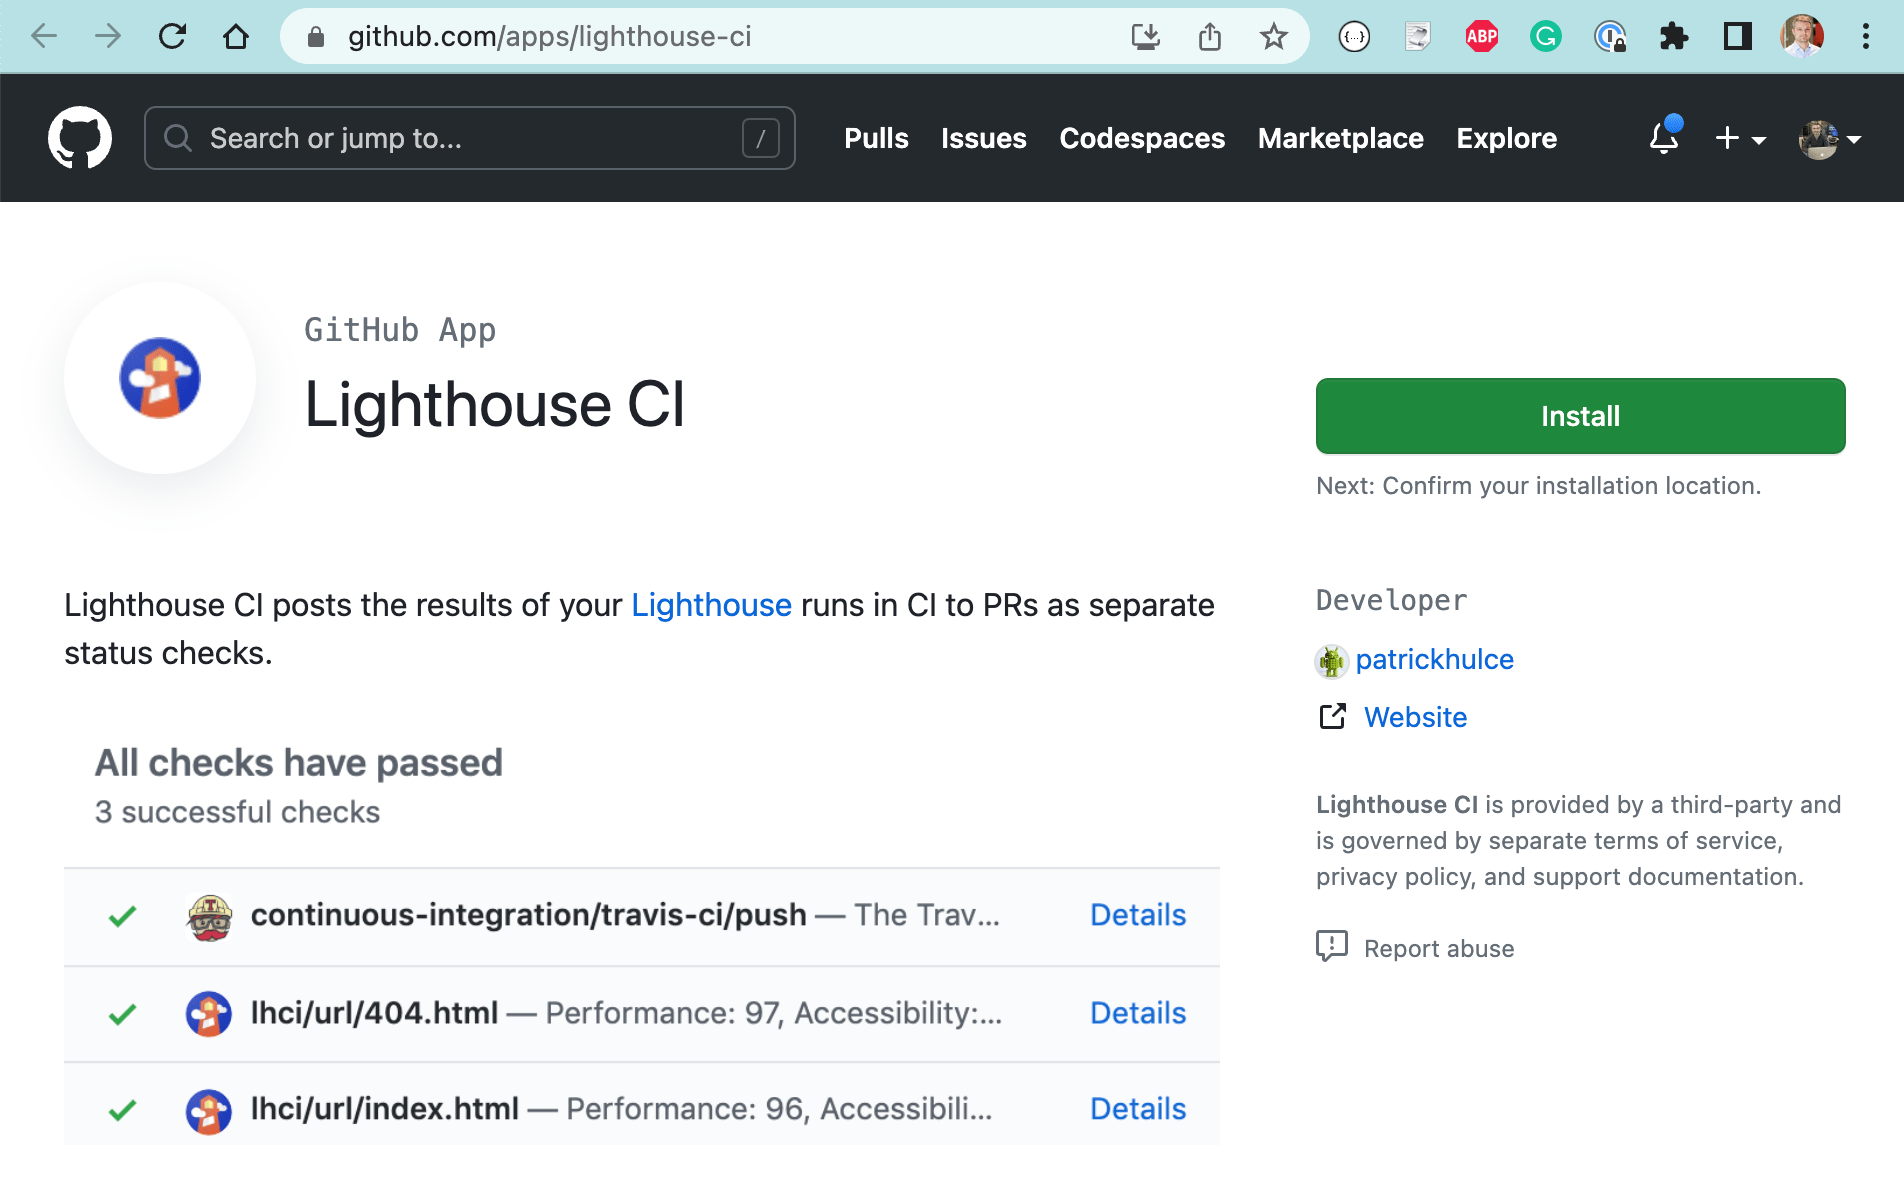 github.com/apps/lighthouse-ci
ABP
Search or jump to...
/
Pulls Issues Codespaces Marketplace Explore
GitHub App
Lighthouse CI
Install
Next: Confirm your installation location.
Lighthouse CI posts the results of your Lighthouse runs in CI to PRs as separate
status checks.
All checks have passed
3 successful checks
continuous-integration/travis-ci/push — The Trav... Details
lhci/url/404.html — Performance: 97, Accessibility:... Details
lhci/url/index.html — Performance: 96, Accessibili... Details
Developer
patrickhulce
Website
Lighthouse CI is provided by a third-party and
is governed by separate terms of service,
privacy policy, and support documentation.
Report abuse